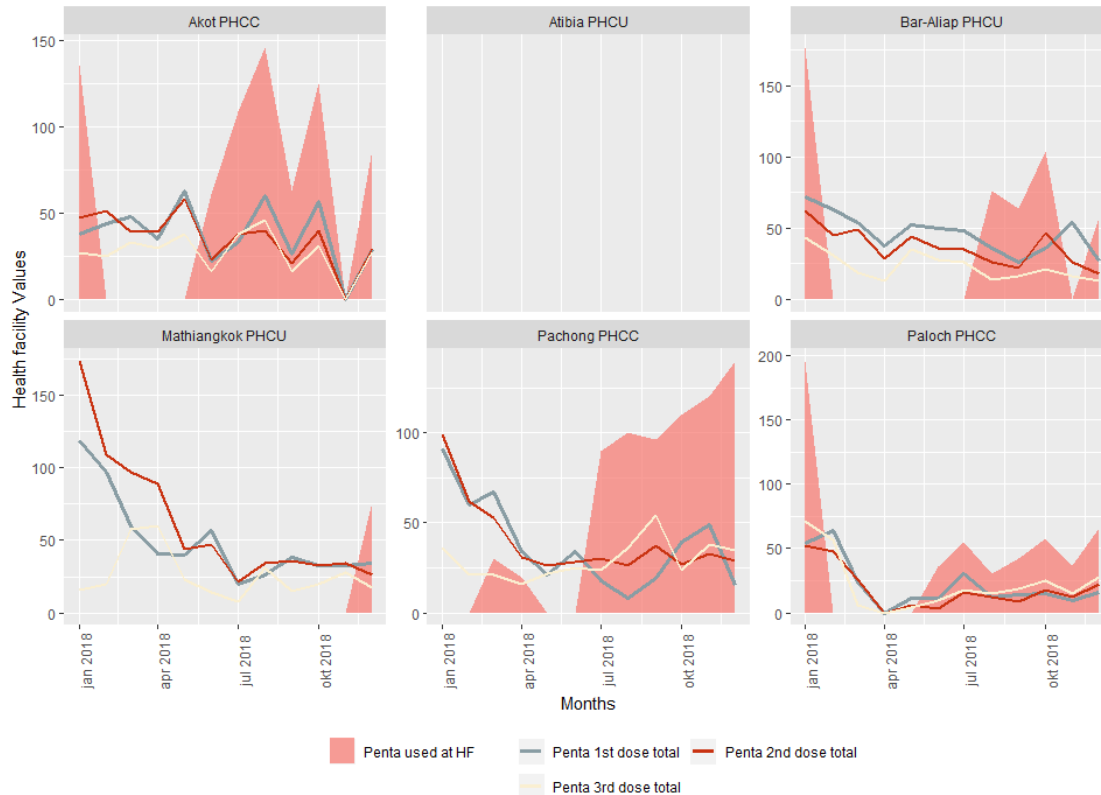 Akot PHCC
Atibia PHCU
Bar-Aliap PHCU
150
100
50
0
150
100
50
0
Health facility Values
Mathiangkok PHCU
Pachong PHCC
Paloch PHCC
150
100
50
0
100
50
0
200
150
100
50
0
jan 2018
apr 2018
jul 2018
okt 2018
jan 2018
apr 2018
jul 2018
okt 2018
jan 2018
apr 2018
jul 2018
okt 2018
Months
Penta used at HF
Penta 1st dose total
Penta 2nd dose total
Penta 3rd dose total